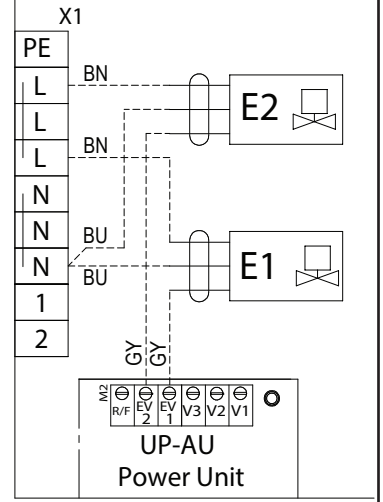 X1
PE
L
L
L
N
N
N
1
2
BN
BN
BU
BU
E2
E1
GY
GY
M2
R/F
EV 2
EV 1
V3
V2
V1
UP-AU
Power Unit